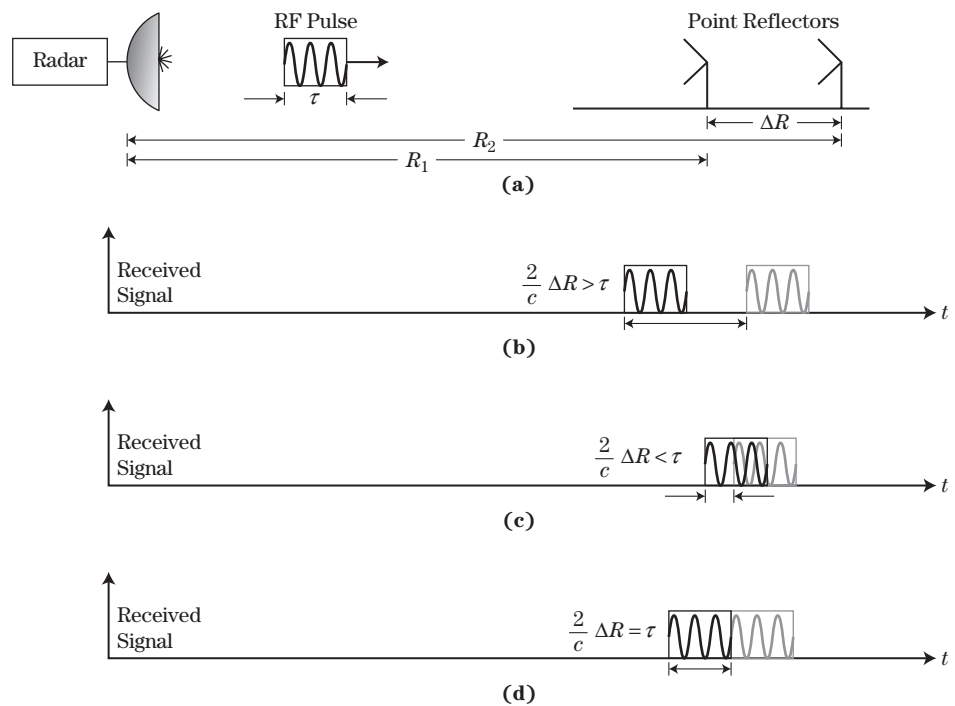 RF Pulse
Point Reflectors
Radar
τ
ΔR
R₂
R₁
(a)
Received
Signal
2/c ΔR > τ
t
(b)
Received
Signal
2/c ΔR < τ
t
(c)
Received
Signal
2/c ΔR = τ
t
(d)